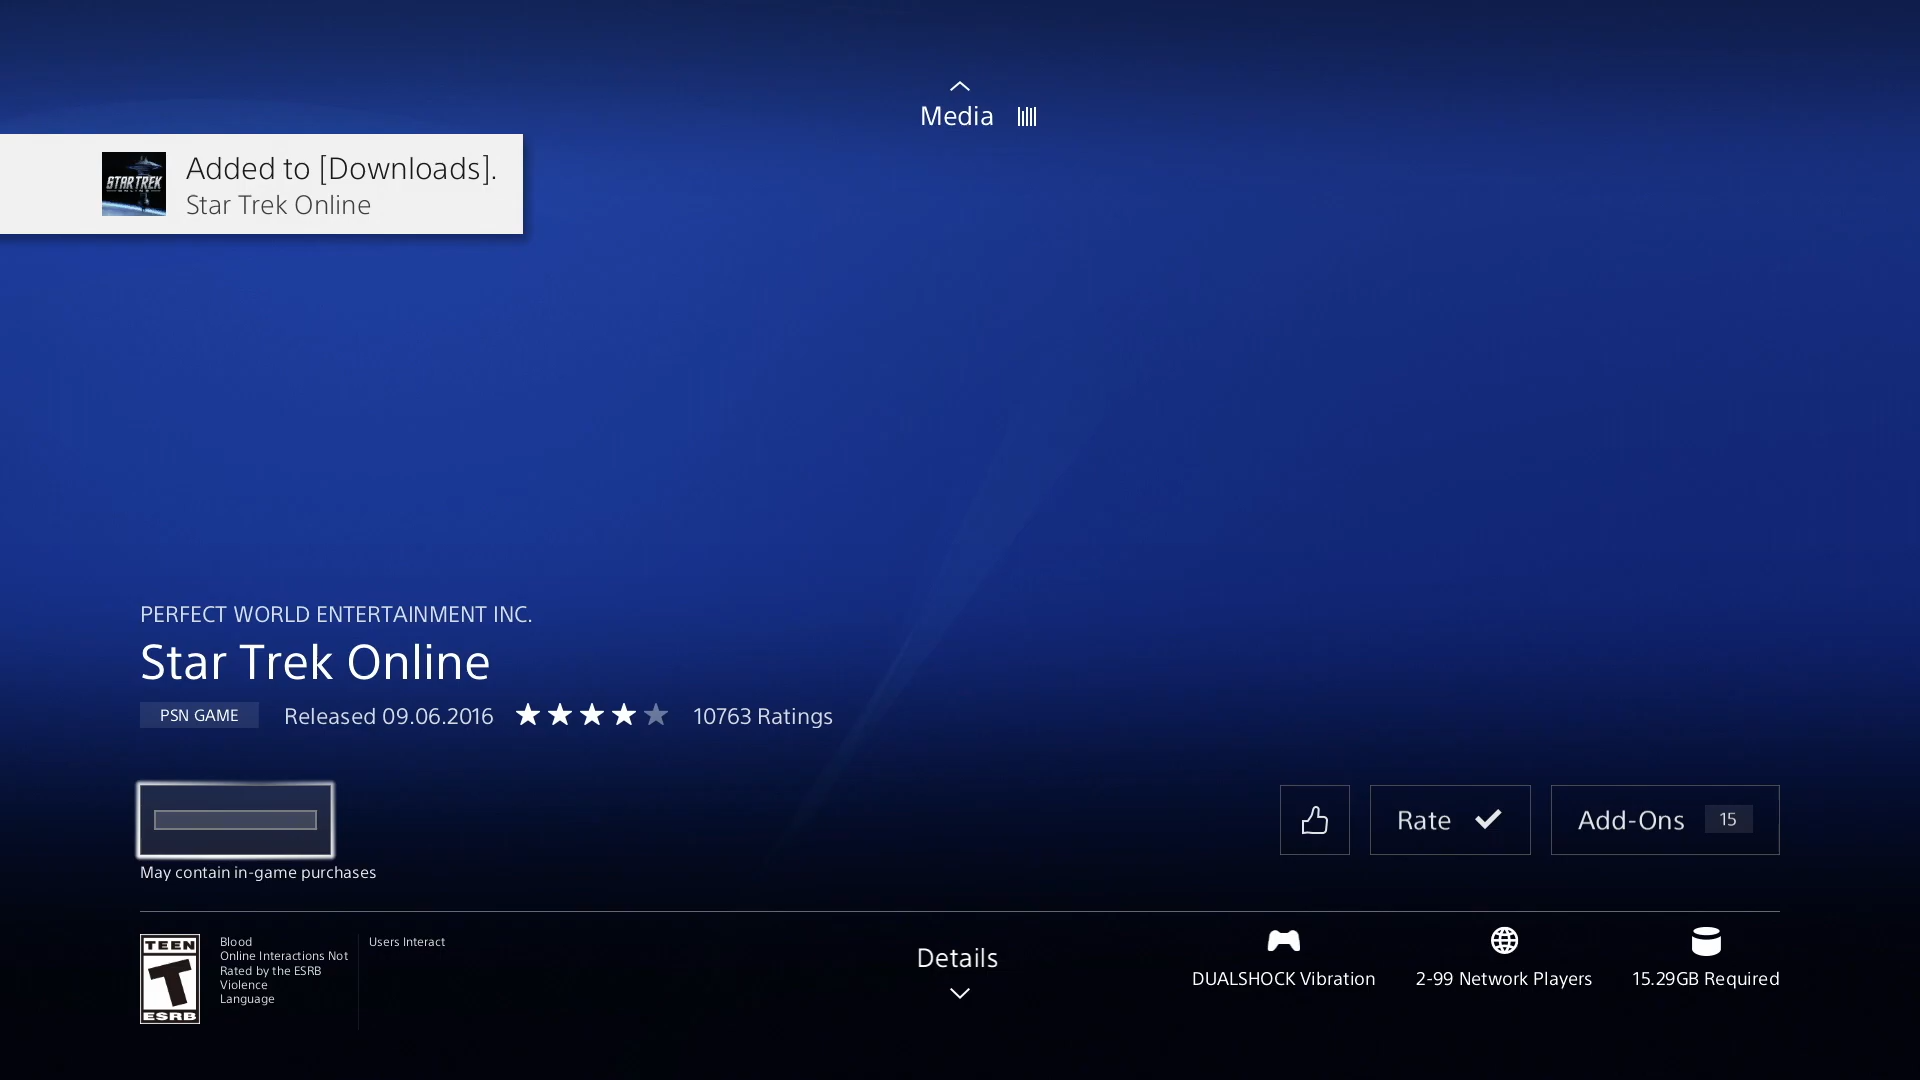 Media
Added to [Downloads].
Star Trek Online
STAR TREK
ONLINE
PERFECT WORLD ENTERTAINMENT INC.
Star Trek Online
PSN GAME
Released 09.06.2016
10763 Ratings
Rate
Add-Ons 15
May contain in-game purchases
TEEN
T
ESRB
Blood
Online Interactions Not
Rated by the ESRB
Violence
Language
Users Interact
Details
DUALSHOCK Vibration
2-99 Network Players
15.29GB Required